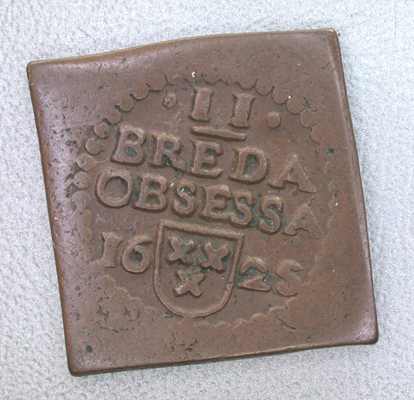 · II ·
BREDA
OBSESSA
16 25